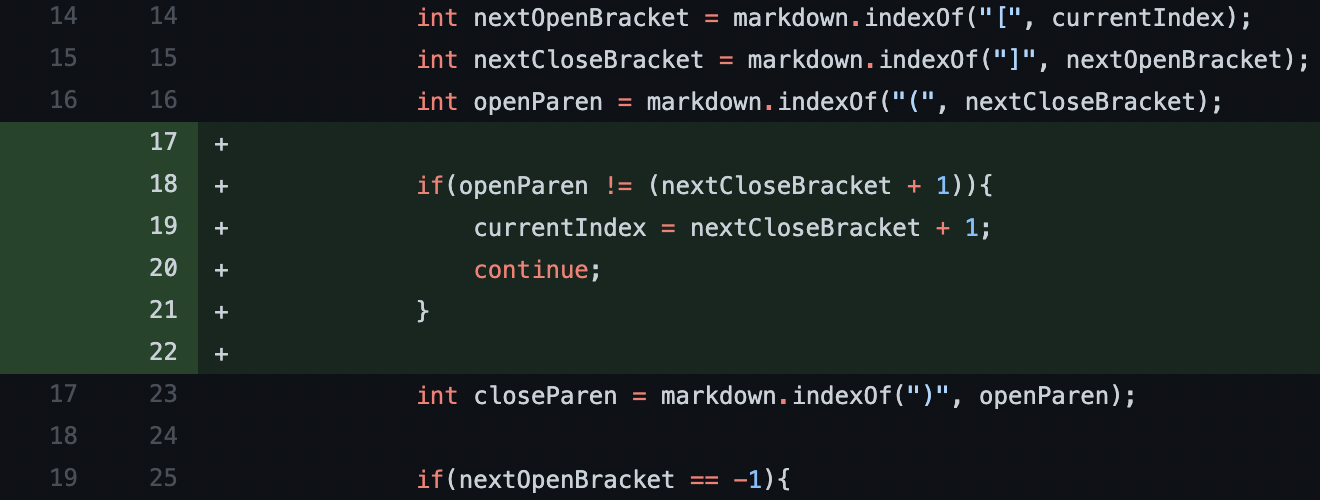 14 14 int nextOpenBracket = markdown.indexOf("[", currentIndex);
15 15 int nextCloseBracket = markdown.indexOf("]", nextOpenBracket);
16 16 int openParen = markdown.indexOf("(", nextCloseBracket);
17 +
18 + if(openParen != (nextCloseBracket + 1)){
19 + currentIndex = nextCloseBracket + 1;
20 + continue;
21 + }
22 +
17 23 int closeParen = markdown.indexOf(")", openParen);
18 24
19 25 if(nextOpenBracket == -1){